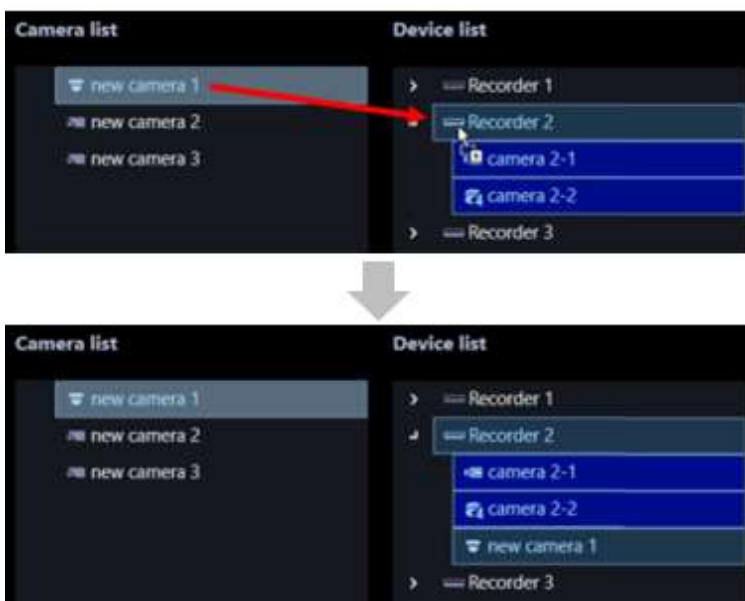 Camera list
Device list
new camera 1
Recorder 1
new camera 2
Recorder 2
new camera 3
camera 2-1
camera 2-2
Recorder 3
Camera list
Device list
new camera 1
Recorder 1
new camera 2
Recorder 2
new camera 3
camera 2-1
camera 2-2
new camera 1
Recorder 3